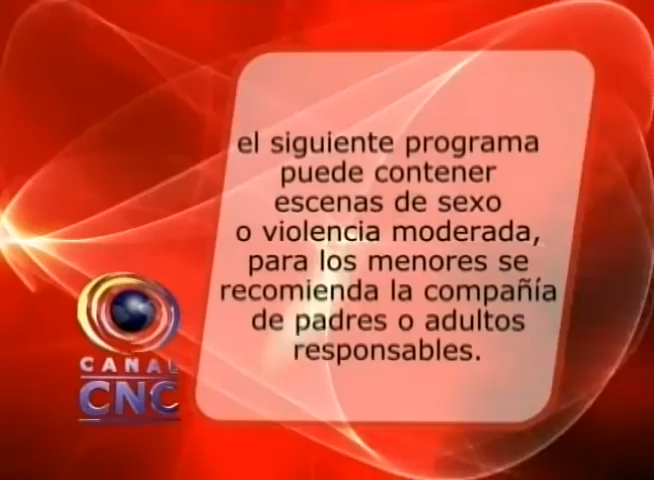 el siguiente programa
puede contener
escenas de sexo
o violencia moderada,
para los menores se
recomienda la compañía
de padres o adultos
responsables.
CANAL
CNC